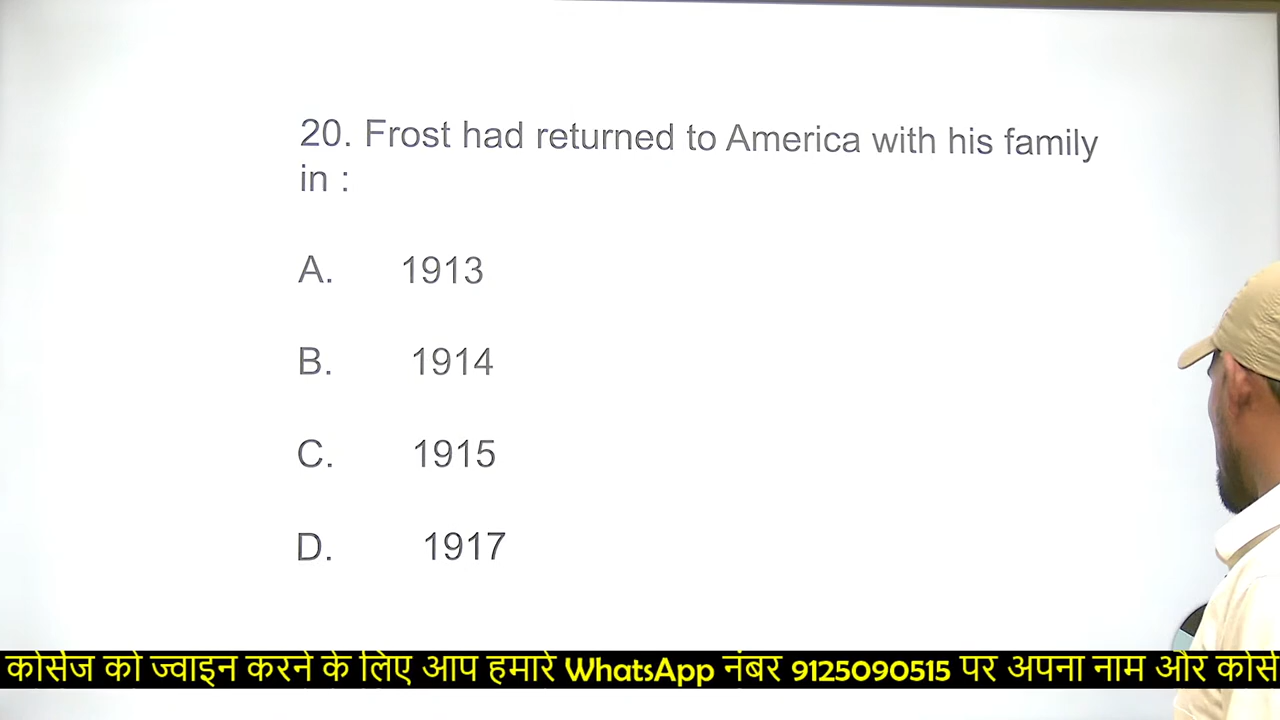 20. Frost had returned to America with his family
in :
A. 1913
B. 1914
C. 1915
D. 1917
कोर्सेज को ज्वाइन करने के लिए आप हमारे WhatsApp नंबर 9125090515 पर अपना नाम और कोर्स